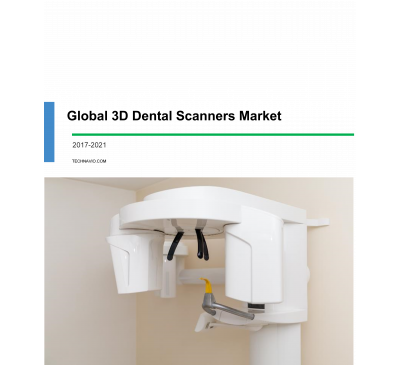 Global 3D Dental Scanners Market
2017-2021
TECHNAVIO.COM